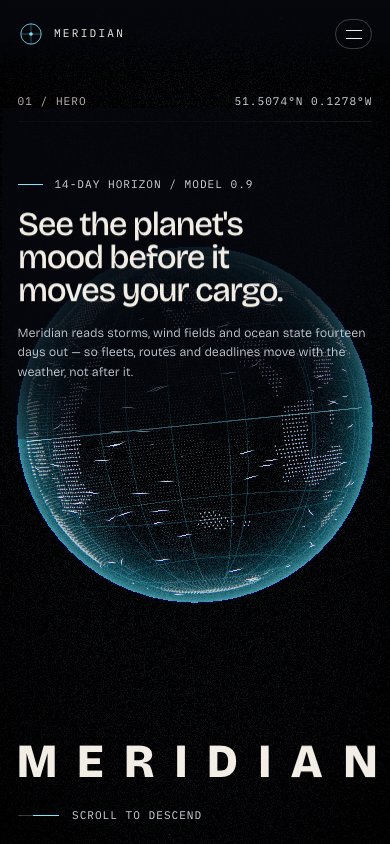 MERIDIAN
01 / HERO
51.5074°N 0.1278°W
14-DAY HORIZON / MODEL 0.9
See the planet's
mood before it
moves your cargo.
Meridian reads storms, wind fields and ocean state fourteen
days out — so fleets, routes and deadlines move with the
weather, not after it.
MERIDIAN
SCROLL TO DESCEND